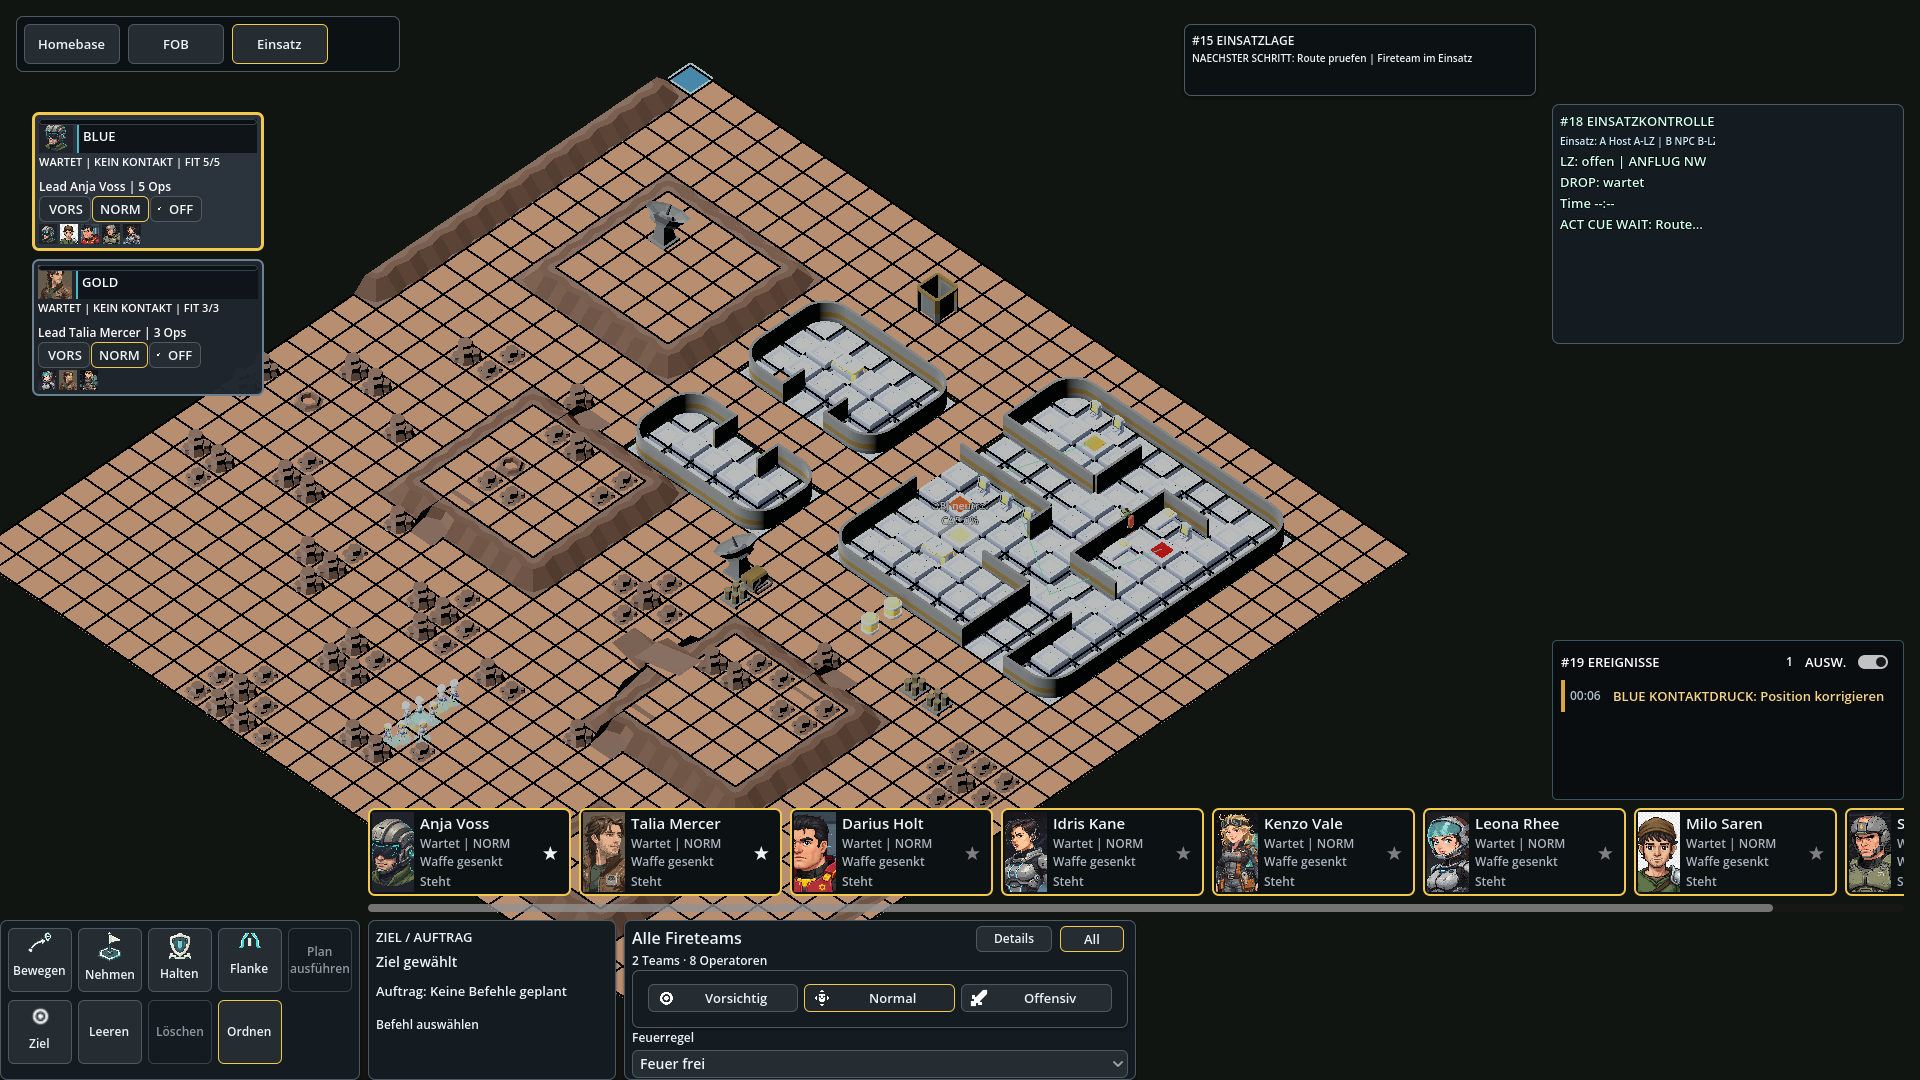 Homebase
FOB
Einsatz
#15 EINSATZLAGE
NAECHSTER SCHRITT: Route pruefen | Fireteam im Einsatz
BLUE
WARTET | KEIN KONTAKT | FIT 5/5
Lead Anja Voss | 5 Ops
VORS
NORM
OFF
GOLD
WARTET | KEIN KONTAKT | FIT 3/3
Lead Talia Mercer | 3 Ops
VORS
NORM
OFF
#18 EINSATZKONTROLLE
Einsatz: A Host A-LZ | B NPC B-LZ
LZ: offen | ANFLUG NW
DROP: wartet
Time --:--
ACT CUE WAIT: Route...
#19 EREIGNISSE
1
AUSW.
00:06
BLUE KONTAKTDRUCK: Position korrigieren
Anja Voss
Wartet | NORM
Waffe gesenkt
Steht
Talia Mercer
Wartet | NORM
Waffe gesenkt
Steht
Darius Holt
Wartet | NORM
Waffe gesenkt
Steht
Idris Kane
Wartet | NORM
Waffe gesenkt
Steht
Kenzo Vale
Wartet | NORM
Waffe gesenkt
Steht
Leona Rhee
Wartet | NORM
Waffe gesenkt
Steht
Milo Saren
Wartet | NORM
Waffe gesenkt
Steht
Bewegen
Nehmen
Halten
Flanke
Plan
ausführen
Ziel
Leeren
Löschen
Ordnen
ZIEL / AUFTRAG
Ziel gewählt
Auftrag: Keine Befehle geplant
Befehl auswählen
Alle Fireteams
Details
All
2 Teams · 8 Operatoren
Vorsichtig
Normal
Offensiv
Feuerregel
Feuer frei